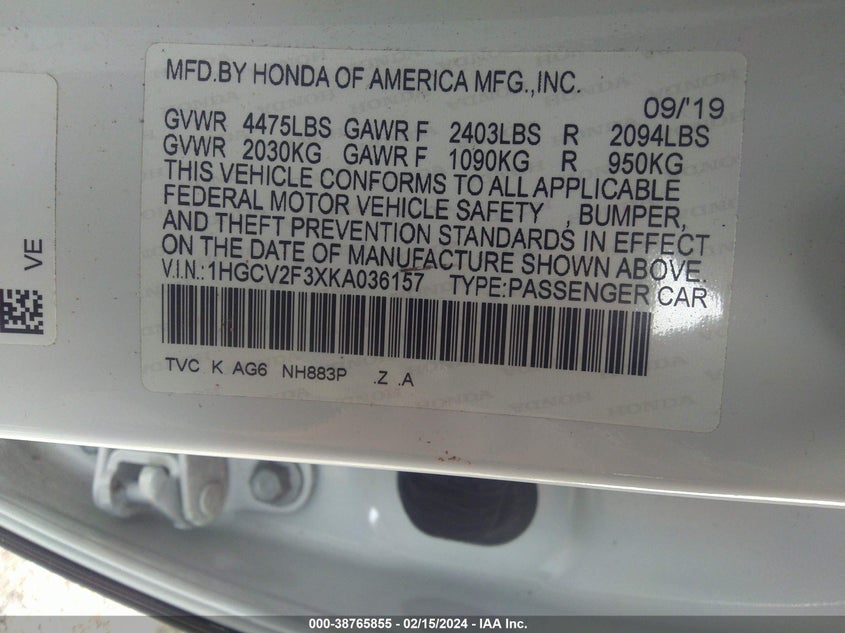 MFD.BY HONDA OF AMERICA MFG.,INC.
09/'19
GVWR 4475LBS GAWR F 2403LBS R 2094LBS
GVWR 2030KG GAWR F 1090KG R 950KG
THIS VEHICLE CONFORMS TO ALL APPLICABLE
FEDERAL MOTOR VEHICLE SAFETY , BUMPER,
AND THEFT PREVENTION STANDARDS IN EFFECT
ON THE DATE OF MANUFACTURE SHOWN ABOVE.
V.I.N.:1HGCV2F3XKA036157 TYPE:PASSENGER CAR
TVC K AG6 NH883P .Z .A
VE
000-38765855 - 02/15/2024 - IAA Inc.